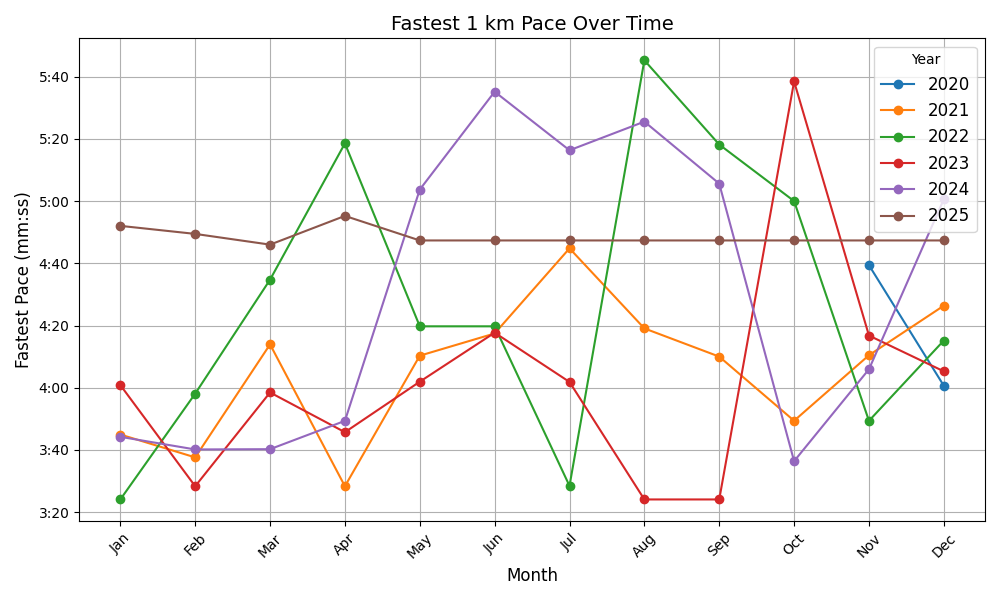 Fastest 1 km Pace Over Time
Fastest Pace (mm:ss)
5:40
5:20
5:00
4:40
4:20
4:00
3:40
3:20
Year
2020
2021
2022
2023
2024
2025
Jan
Feb
Mar
Apr
May
Jun
Jul
Aug
Sep
Oct
Nov
Dec
Month